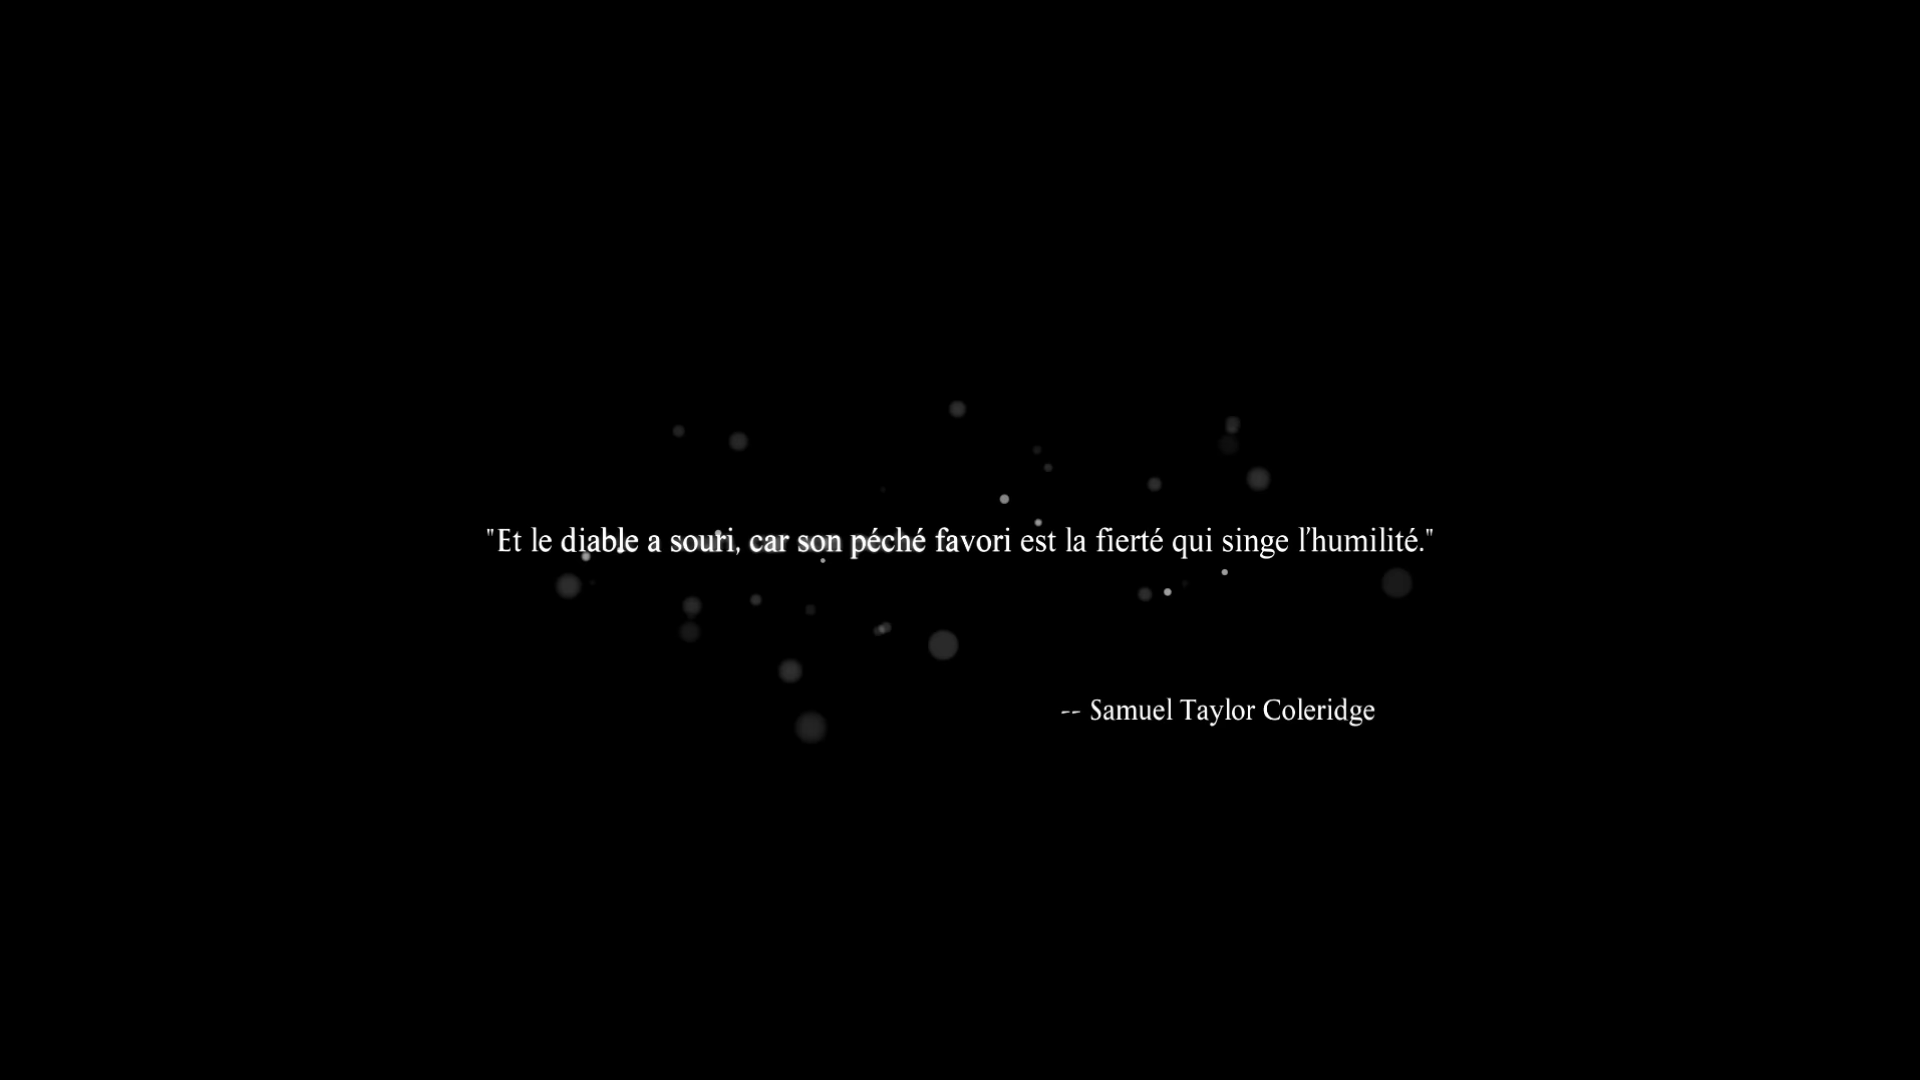 "Et le diable a souri, car son péché favori est la fierté qui singe l'humilité."
-- Samuel Taylor Coleridge